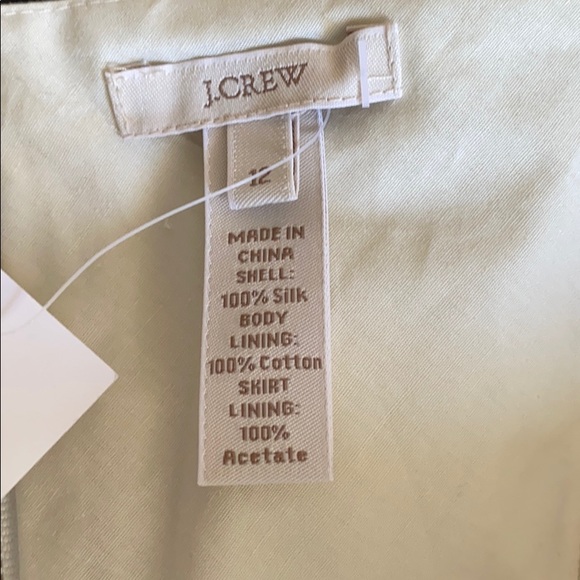 J.CREW
12
MADE IN
CHINA
SHELL:
100% Silk
BODY
LINING:
100% Cotton
SKIRT
LINING:
100%
Acetate